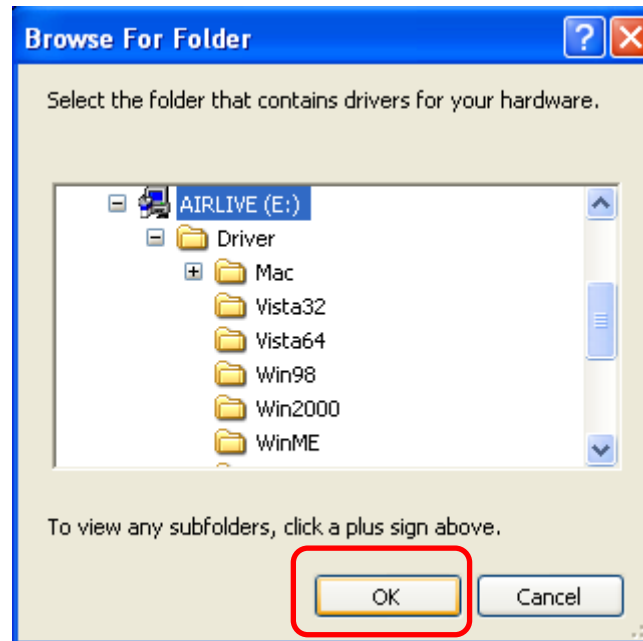 Browse For Folder
Select the folder that contains drivers for your hardware.
AIRLIVE (E:)
Driver
Mac
Vista32
Vista64
Win98
Win2000
WinME
To view any subfolders, click a plus sign above.
OK Cancel